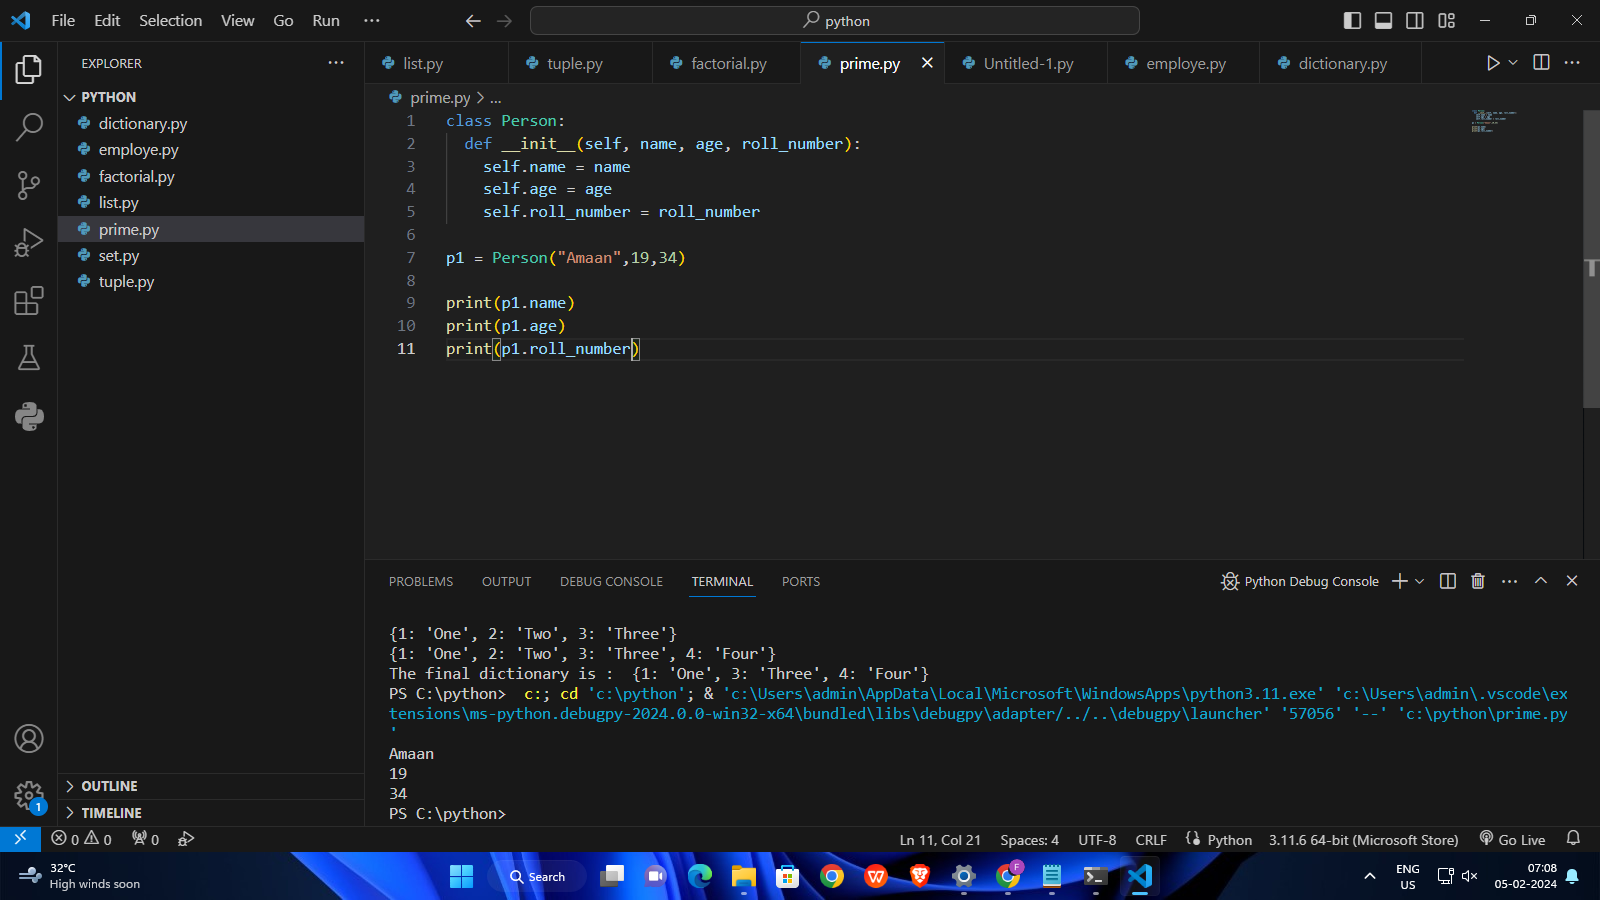 File Edit Selection View Go Run ... python
EXPLORER ...
list.py tuple.py factorial.py prime.py Untitled-1.py employe.py dictionary.py ...
PYTHON
dictionary.py
employe.py
factorial.py
list.py
prime.py
set.py
tuple.py
OUTLINE
TIMELINE
1
prime.py > ...
1 class Person:
2 def __init__(self, name, age, roll_number):
3 self.name = name
4 self.age = age
5 self.roll_number = roll_number
6
7 p1 = Person("Amaan",19,34)
8
9 print(p1.name)
10 print(p1.age)
11 print(p1.roll_number)
PROBLEMS OUTPUT DEBUG CONSOLE TERMINAL PORTS Python Debug Console ...
{1: 'One', 2: 'Two', 3: 'Three'}
{1: 'One', 2: 'Two', 3: 'Three', 4: 'Four'}
The final dictionary is :  {1: 'One', 3: 'Three', 4: 'Four'}
PS C:\python>  c:; cd 'c:\python'; & 'c:\Users\admin\AppData\Local\Microsoft\WindowsApps\python3.11.exe' 'c:\Users\admin\.vscode\ex
tensions\ms-python.debugpy-2024.0.0-win32-x64\bundled\libs\debugpy\adapter/../..\debugpy\launcher' '57056' '--' 'c:\python\prime.py
'
Amaan
19
34
PS C:\python>
0 0 0 Ln 11, Col 21 Spaces: 4 UTF-8 CRLF Python 3.11.6 64-bit (Microsoft Store) Go Live
32°C
High winds soon
Search
F
ENG
US
07:08
05-02-2024